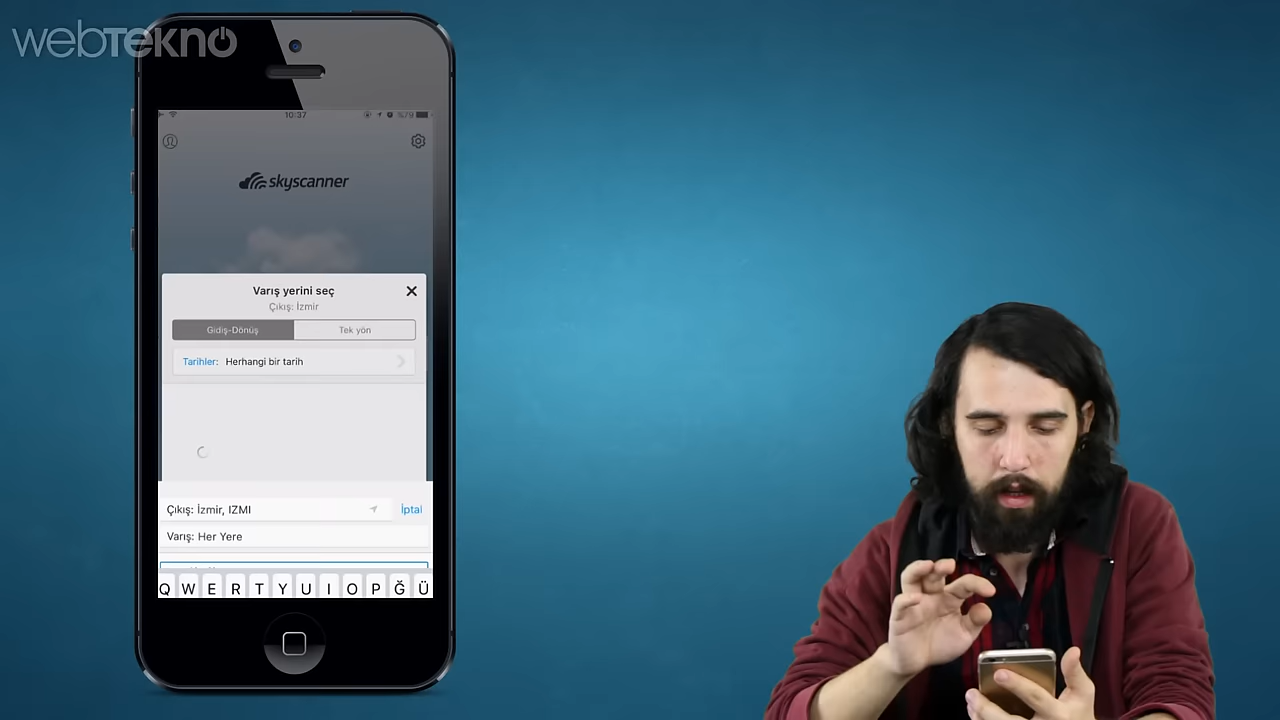 webtekno
10:37
%79
skyscanner
Varış yerini seç
Çıkış: İzmir
Gidiş-Dönüş
Tek yön
Tarihler: Herhangi bir tarih
Çıkış: İzmir, IZMI
İptal
Varış: Her Yere
Q W E R T Y U I O P Ğ Ü